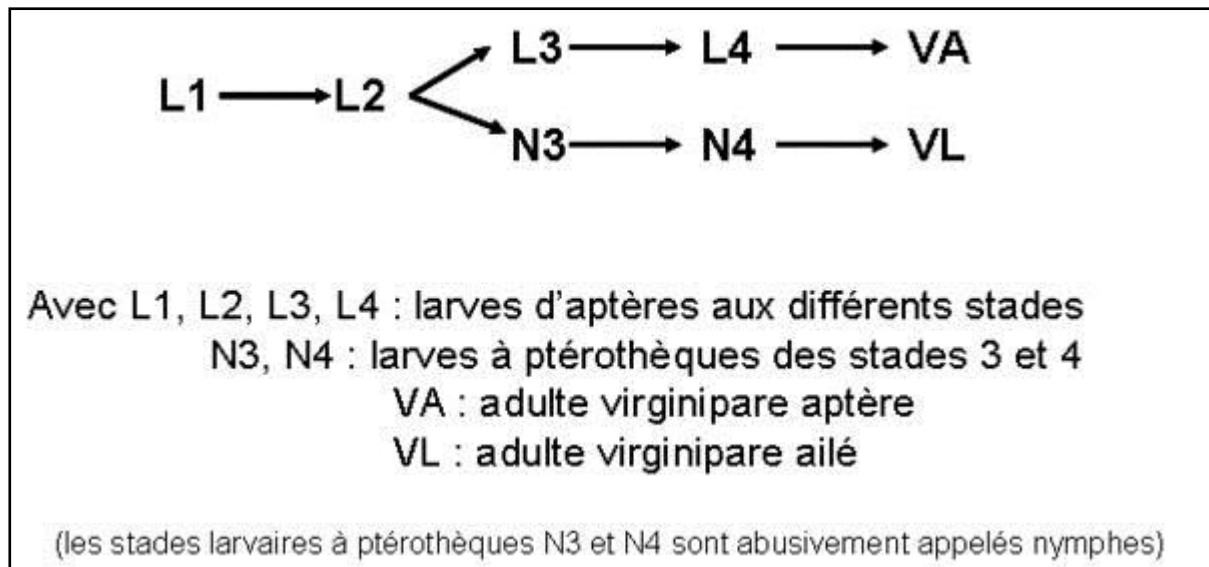 L3 L4 VA
L1 L2
N3 N4 VL
Avec L1, L2, L3, L4 : larves d'aptères aux différents stades
N3, N4 : larves à ptérothèques des stades 3 et 4
VA : adulte virginipare aptère
VL : adulte virginipare ailé
(les stades larvaires à ptérothèques N3 et N4 sont abusivement appelés nymphes)